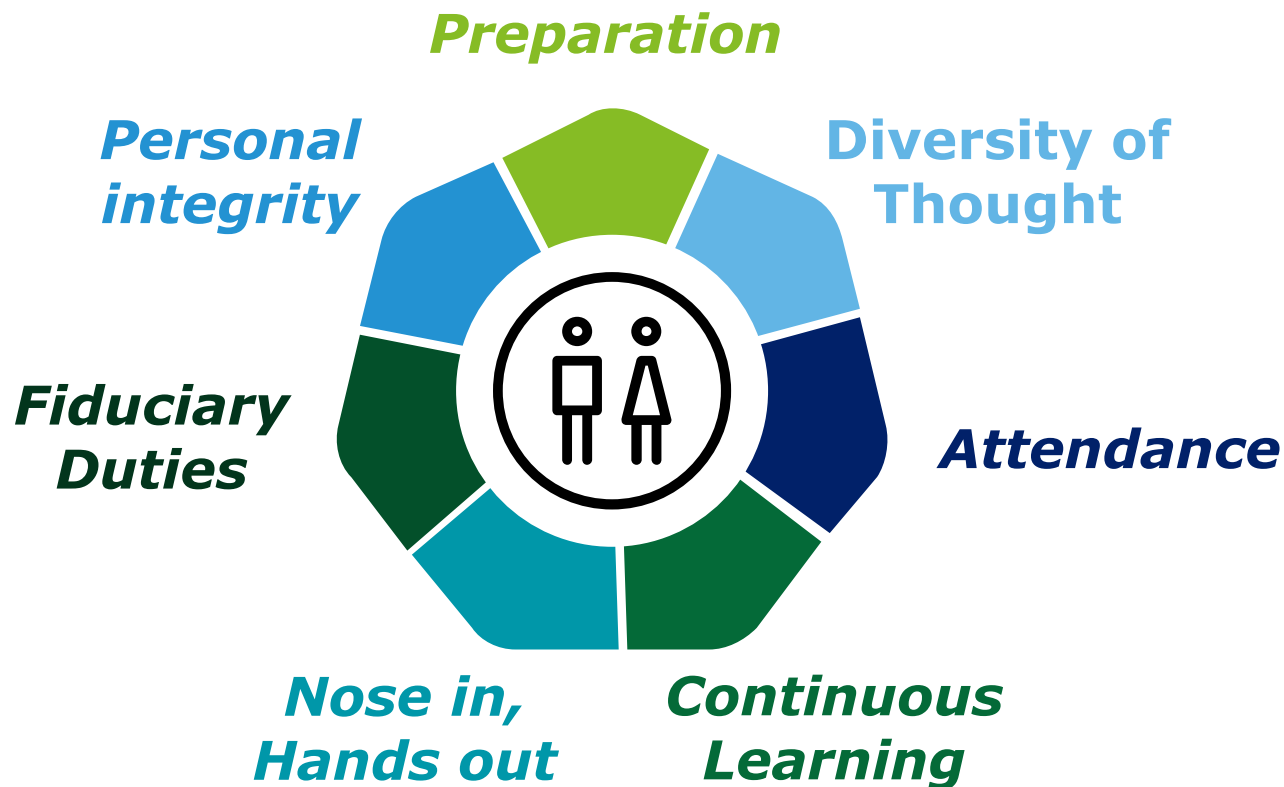 Preparation
Diversity of
Thought
Attendance
Continuous
Learning
Nose in,
Hands out
Fiduciary
Duties
Personal
integrity